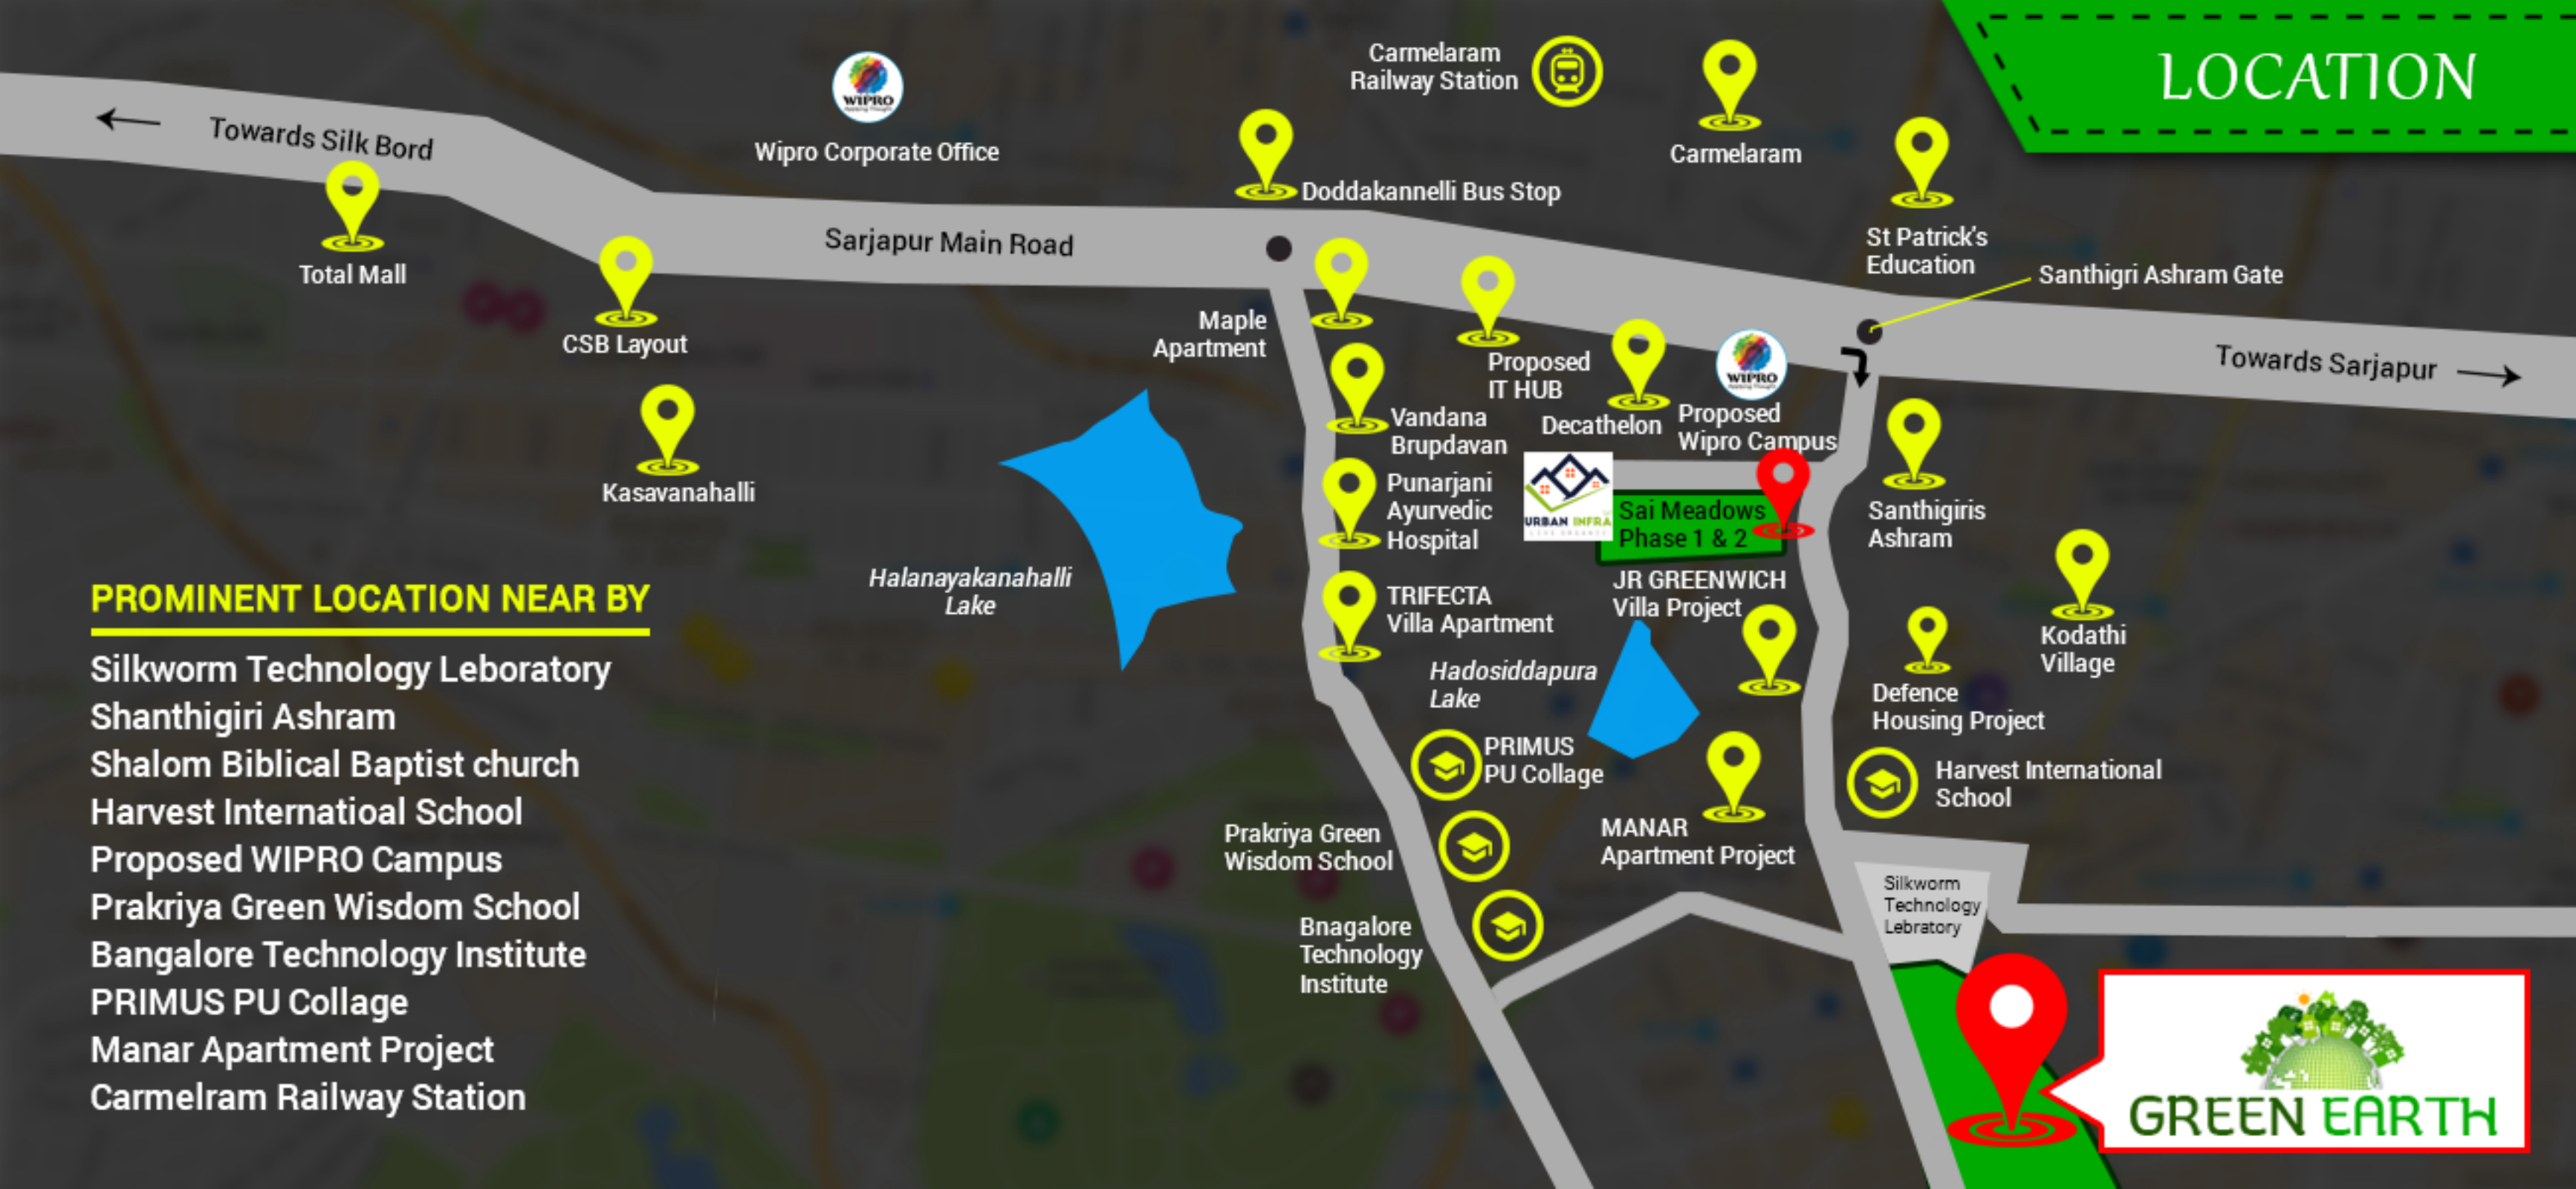 LOCATION
Carmelaram
Railway Station
WIPRO
Wipro Corporate Office
Carmelaram
Towards Silk Bord
Doddakannelli Bus Stop
St Patrick's
Education
Santhigri Ashram Gate
Sarjapur Main Road
Total Mall
CSB Layout
Maple
Apartment
Proposed
IT HUB
Decathelon
WIPRO
Proposed
Wipro Campus
Towards Sarjapur
Kasavanahalli
Vandana
Brupdavan
URBAN INFRA
Sai Meadows
Phase 1 & 2
Punarjani
Ayurvedic
Hospital
Santhigiris
Ashram
Halanayakanahalli
Lake
TRIFECTA
Villa Apartment
JR GREENWICH
Villa Project
Kodathi
Village
Hadosiddapura
Lake
Defence
Housing Project
PRIMUS
PU Collage
Harvest International
School
MANAR
Apartment Project
Prakriya Green
Wisdom School
Bnagalore
Technology
Institute
Silkworm
Technology
Lebratory
GREEN EARTH
PROMINENT LOCATION NEAR BY
Silkworm Technology Leboratory
Shanthigiri Ashram
Shalom Biblical Baptist church
Harvest Internatioal School
Proposed WIPRO Campus
Prakriya Green Wisdom School
Bangalore Technology Institute
PRIMUS PU Collage
Manar Apartment Project
Carmelram Railway Station